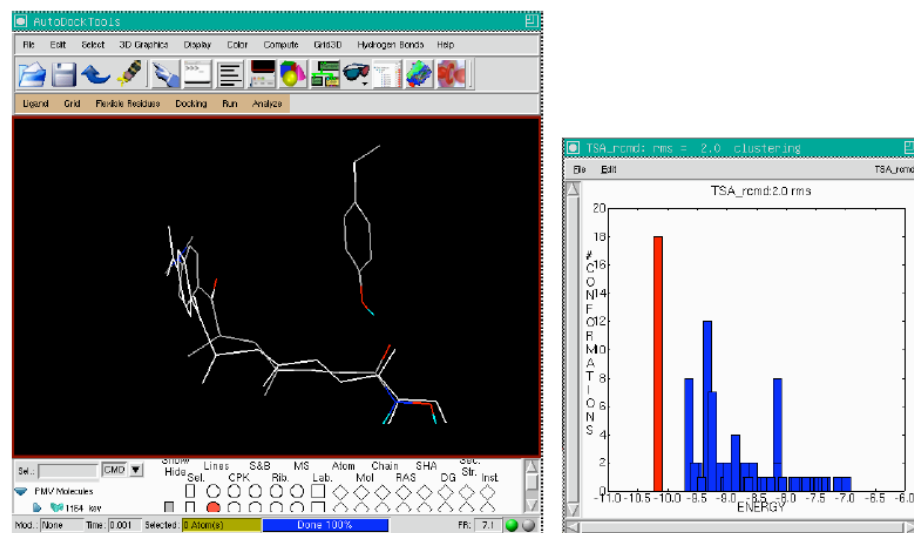 AutoDockTools
File Edit Select 3D Graphics Display Color Compute Grid3D Hydrogen Bonds Help
Ligand Grid Flexible Residues Docking Run Analyze
Sel.: CMD Show Lines S&B MS Atom Chain SHA Sec.
Hide Sel. CPK Rib. Lab. Mol RAS DG Str. Inst.
PMV Molecules
1184 kev
Mod.: None Time: 0.001 Selected: 0 Atom(s) Done 100% FR: 7.1
TSA_rcmd: rms = 2.0 clustering
File Edit TSA_rcmd
TSA_rcmd:2.0 rms
20
18
16
14
12
10
8
6
4
2
#CONFORMATIONS
-11.0 -10.5 -10.0 -9.5 -9.0 -8.5 -8.0 -7.5 -7.0 -6.5 -6.0
ENERGY